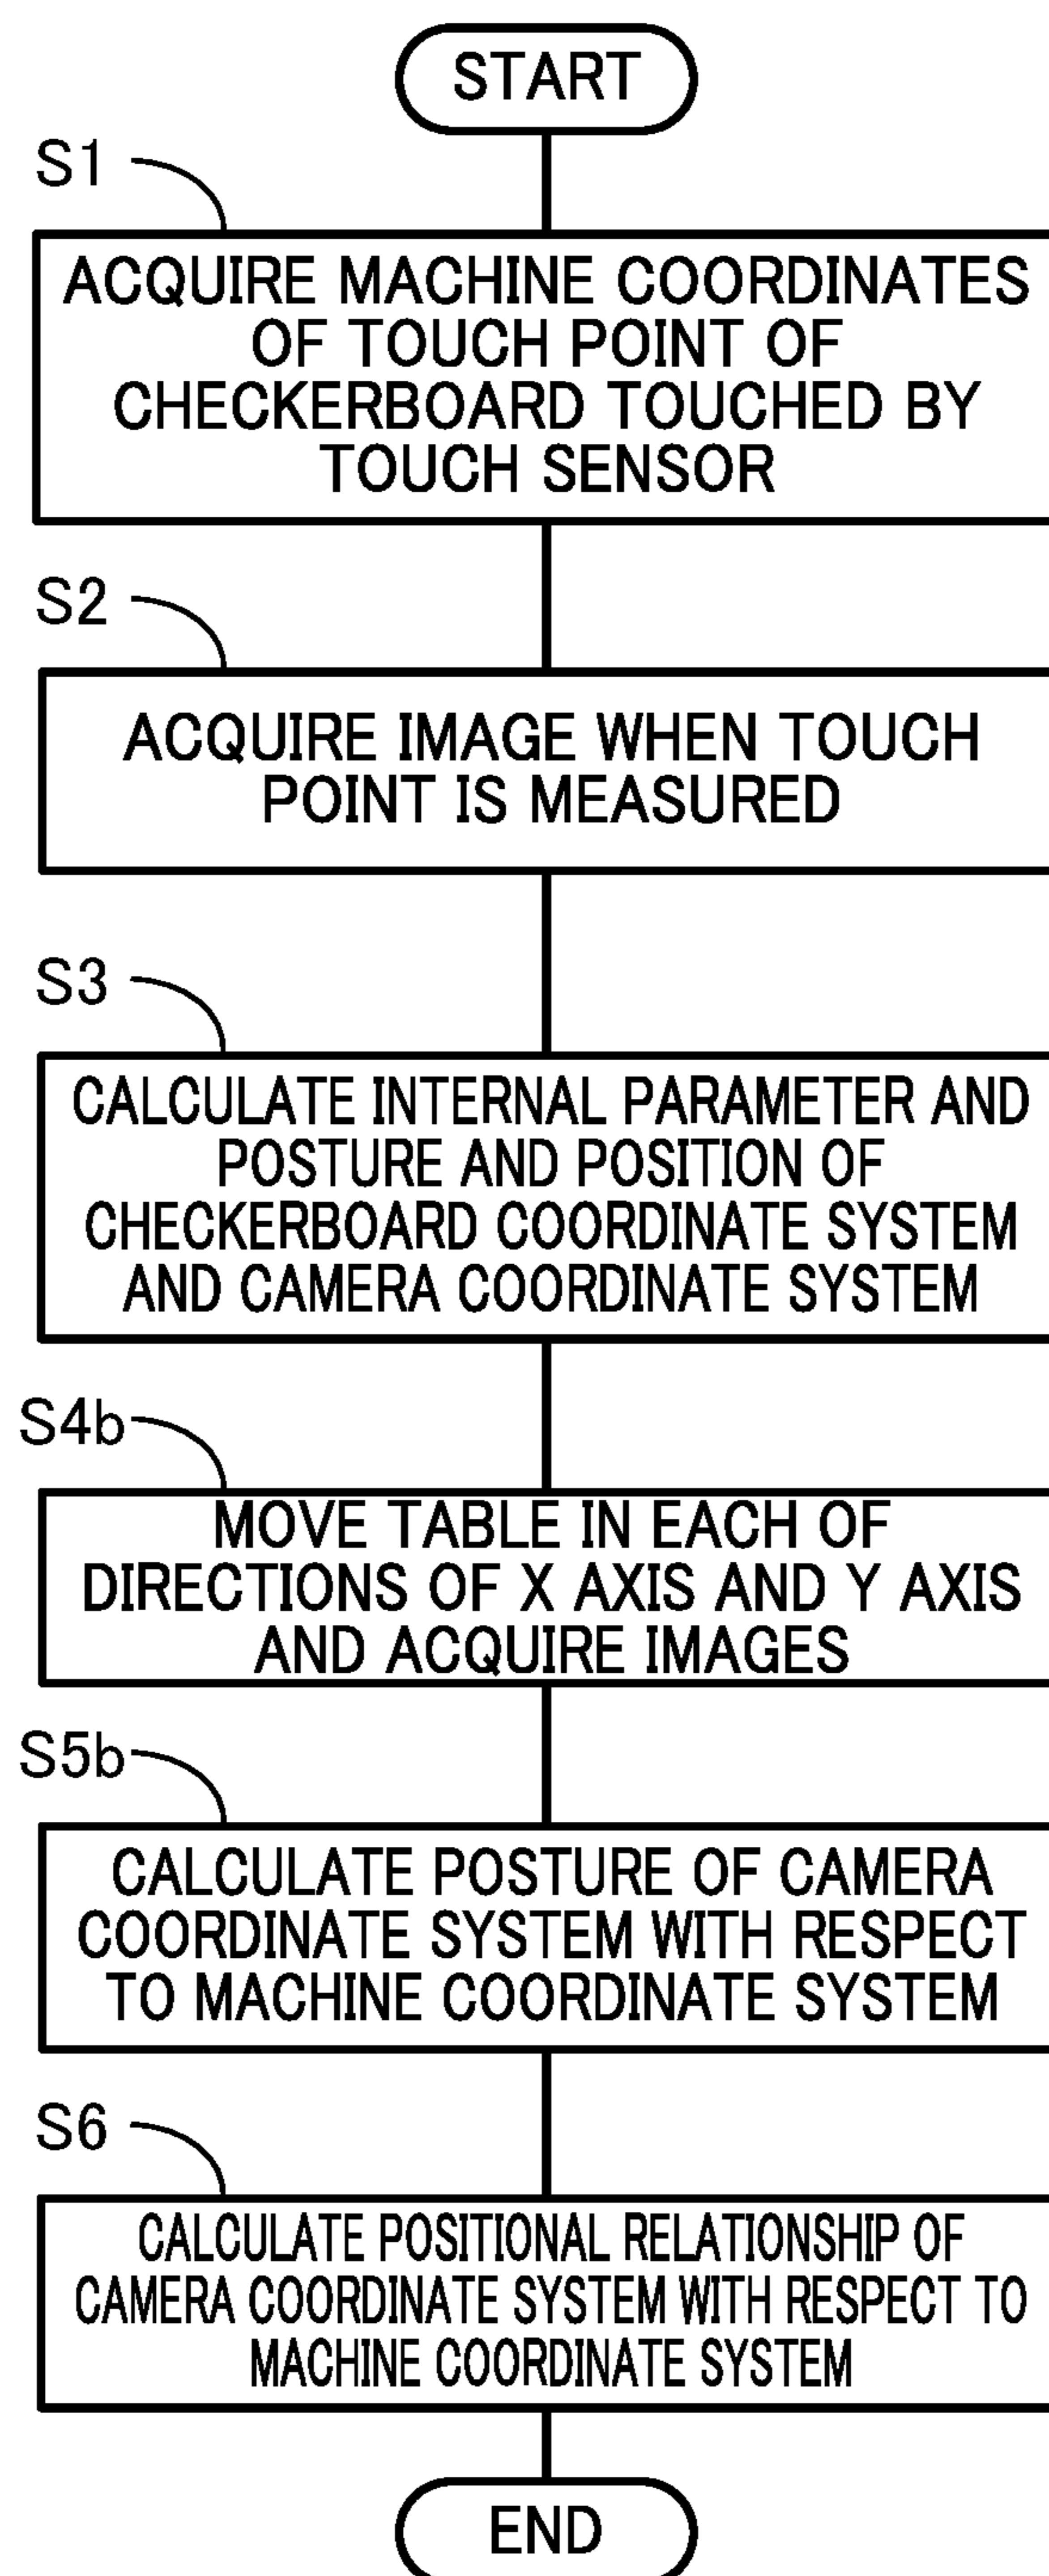 START
S1
ACQUIRE MACHINE COORDINATES
OF TOUCH POINT OF
CHECKERBOARD TOUCHED BY
TOUCH SENSOR
S2
ACQUIRE IMAGE WHEN TOUCH
POINT IS MEASURED
S3
CALCULATE INTERNAL PARAMETER AND
POSTURE AND POSITION OF
CHECKERBOARD COORDINATE SYSTEM
AND CAMERA COORDINATE SYSTEM
S4b
MOVE TABLE IN EACH OF
DIRECTIONS OF X AXIS AND Y AXIS
AND ACQUIRE IMAGES
S5b
CALCULATE POSTURE OF CAMERA
COORDINATE SYSTEM WITH RESPECT
TO MACHINE COORDINATE SYSTEM
S6
CALCULATE POSITIONAL RELATIONSHIP OF
CAMERA COORDINATE SYSTEM WITH RESPECT TO
MACHINE COORDINATE SYSTEM
END